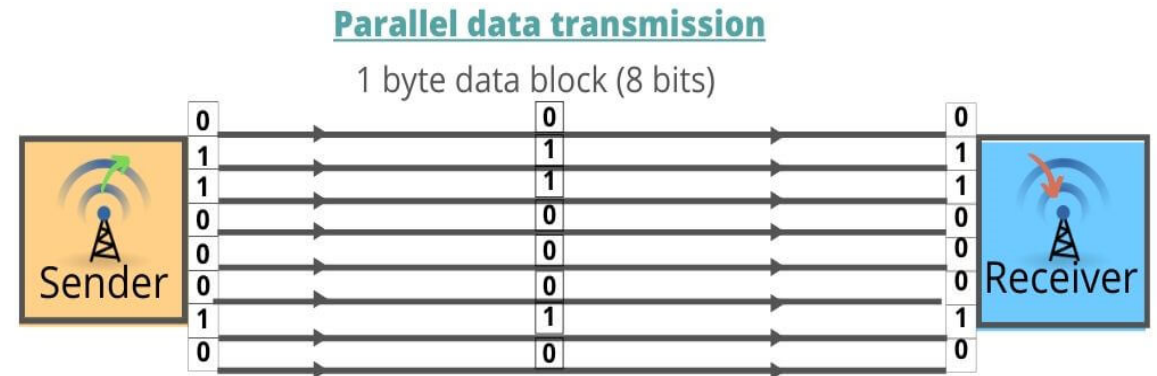 Parallel data transmission
1 byte data block (8 bits)
0 0 0
1 1 1
1 1 1
0 0 0
0 0 0
0 0 0
1 1 1
0 0 0
Sender
Receiver